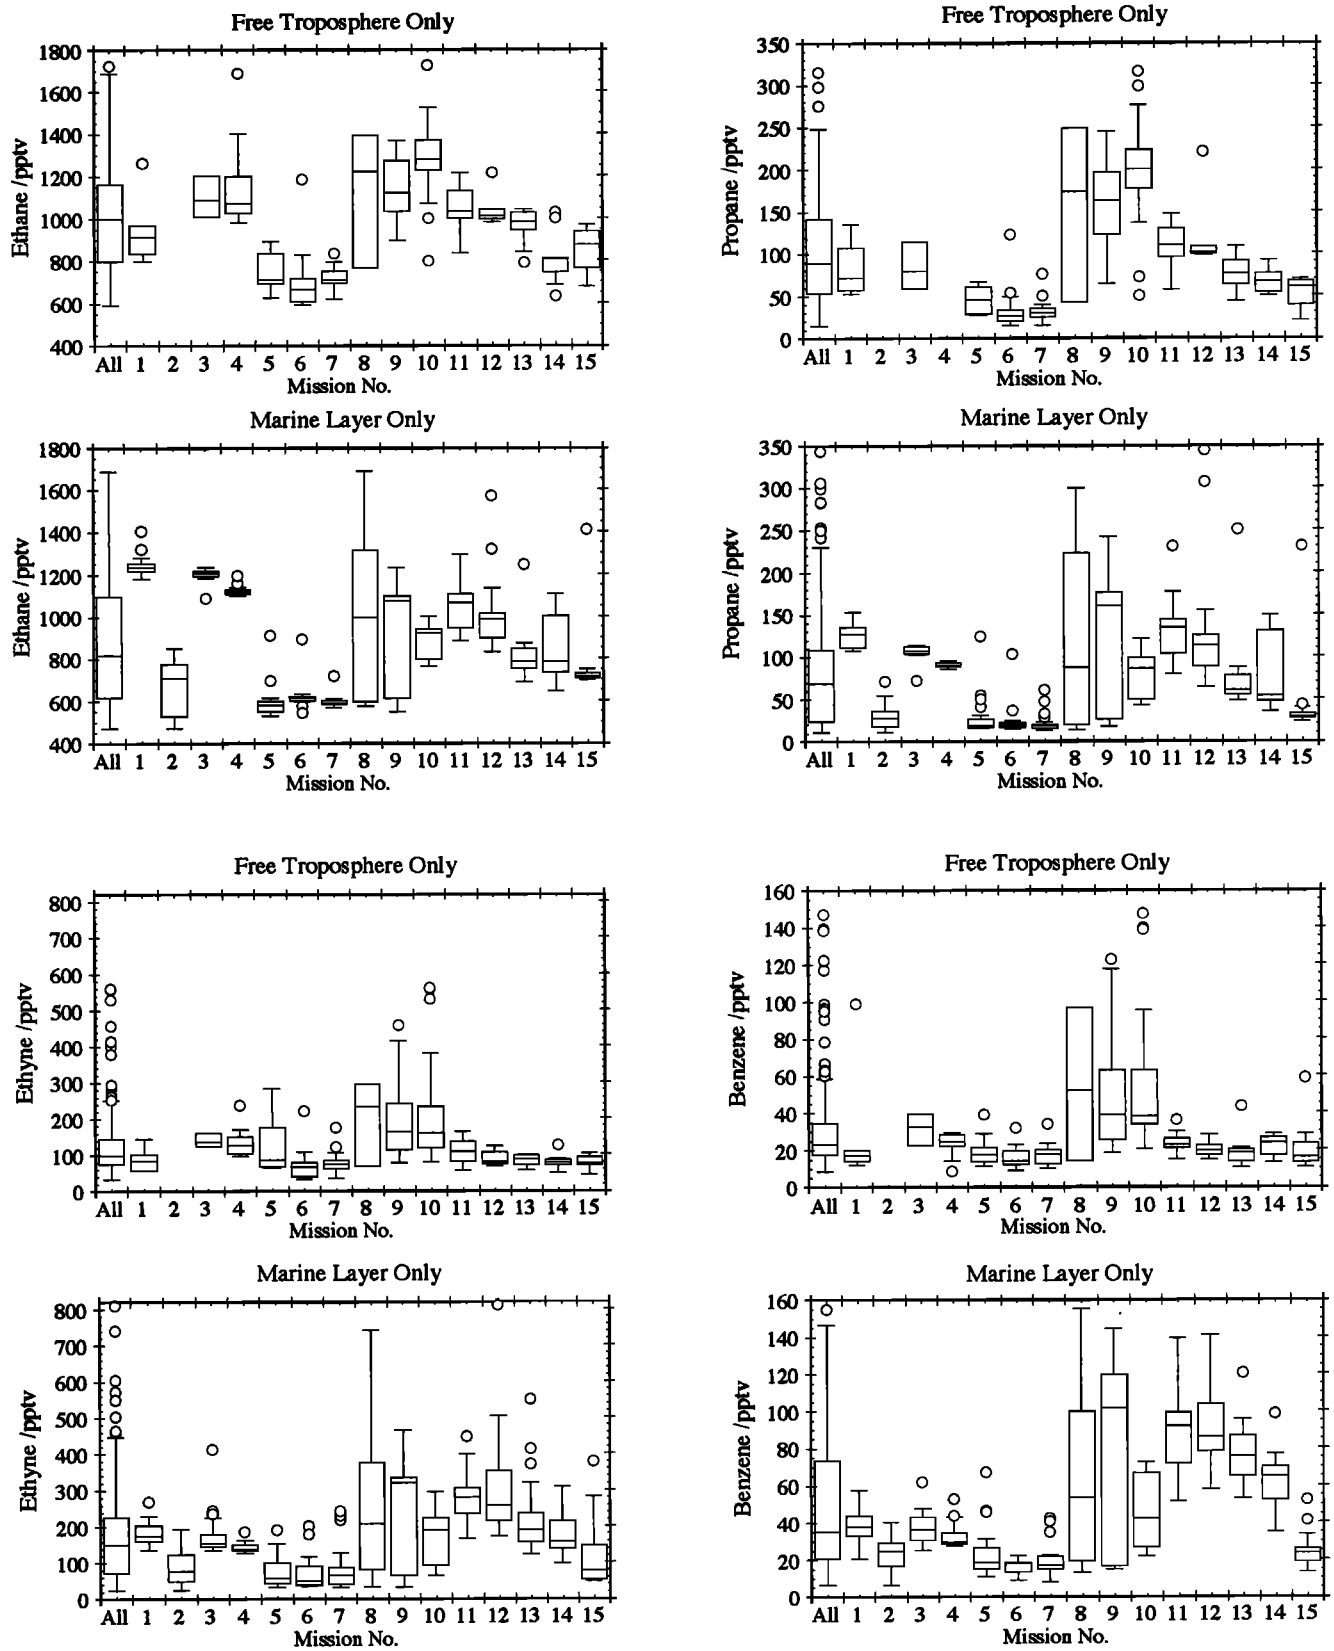 Free Troposphere Only
1800
1600
1400
1200
1000
800
600
400
Ethane /pptv
All 1 2 3 4 5 6 7 8 9 10 11 12 13 14 15
Mission No.
Free Troposphere Only
350
300
250
200
150
100
50
0
Propane /pptv
All 1 2 3 4 5 6 7 8 9 10 11 12 13 14 15
Mission No.
Marine Layer Only
1800
1600
1400
1200
1000
800
600
400
Ethane /pptv
All 1 2 3 4 5 6 7 8 9 10 11 12 13 14 15
Mission No.
Marine Layer Only
350
300
250
200
150
100
50
0
Propane /pptv
All 1 2 3 4 5 6 7 8 9 10 11 12 13 14 15
Mission No.
Free Troposphere Only
800
700
600
500
400
300
200
100
0
Ethyne /pptv
All 1 2 3 4 5 6 7 8 9 10 11 12 13 14 15
Mission No.
Free Troposphere Only
160
140
120
100
80
60
40
20
0
Benzene /pptv
All 1 2 3 4 5 6 7 8 9 10 11 12 13 14 15
Mission No.
Marine Layer Only
800
700
600
500
400
300
200
100
0
Ethyne /pptv
All 1 2 3 4 5 6 7 8 9 10 11 12 13 14 15
Mission No.
Marine Layer Only
160
140
120
100
80
60
40
20
0
Benzene /pptv
All 1 2 3 4 5 6 7 8 9 10 11 12 13 14 15
Mission No.